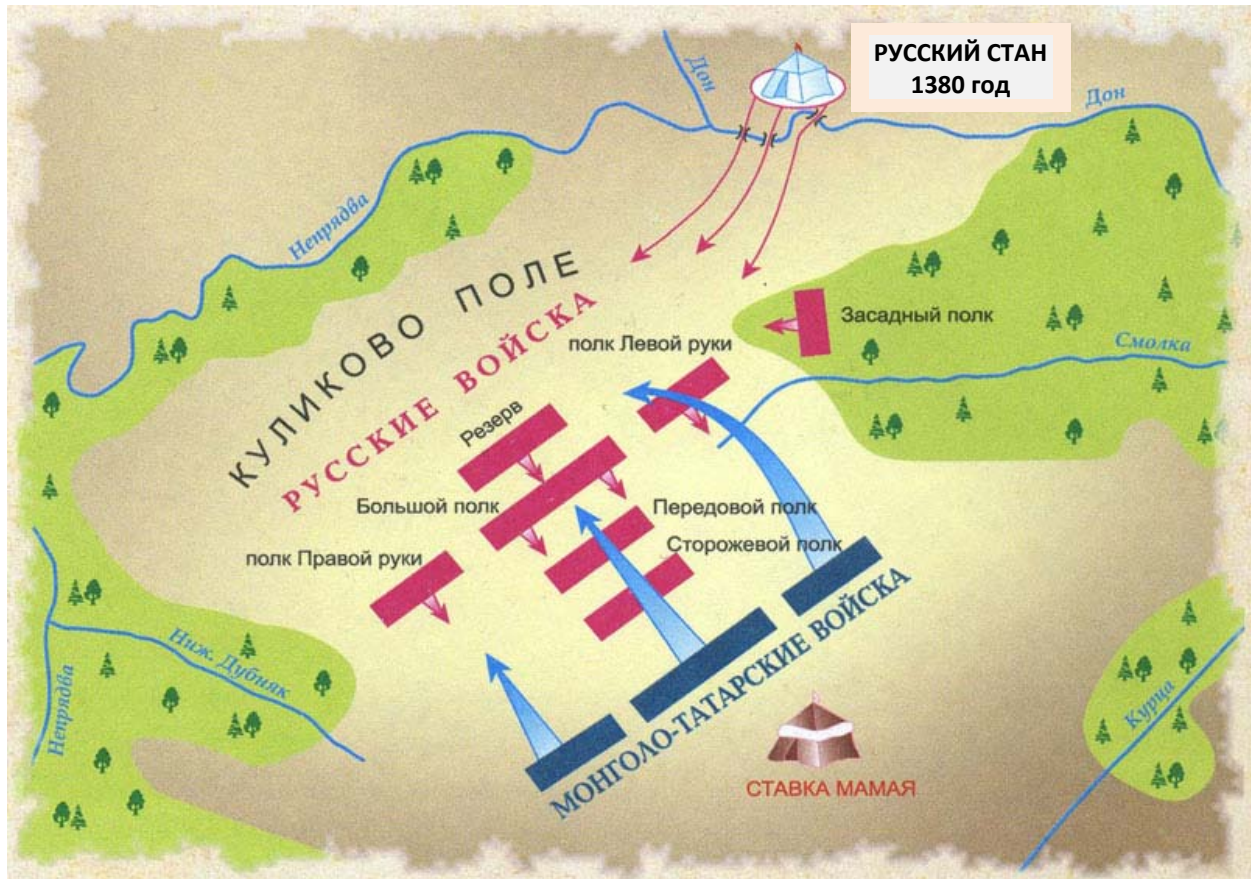 РУССКИЙ СТАН
1380 год
Дон
Дон
Непрядва
КУЛИКОВО ПОЛЕ
РУССКИЕ ВОЙСКА
Засадный полк
полк Левой руки
Смолка
Резерв
Большой полк
Передовой полк
Сторожевой полк
полк Правой руки
МОНГОЛО-ТАТАРСКИЕ ВОЙСКА
Ниж. Дубняк
Непрядва
Курца
СТАВКА МАМАЯ